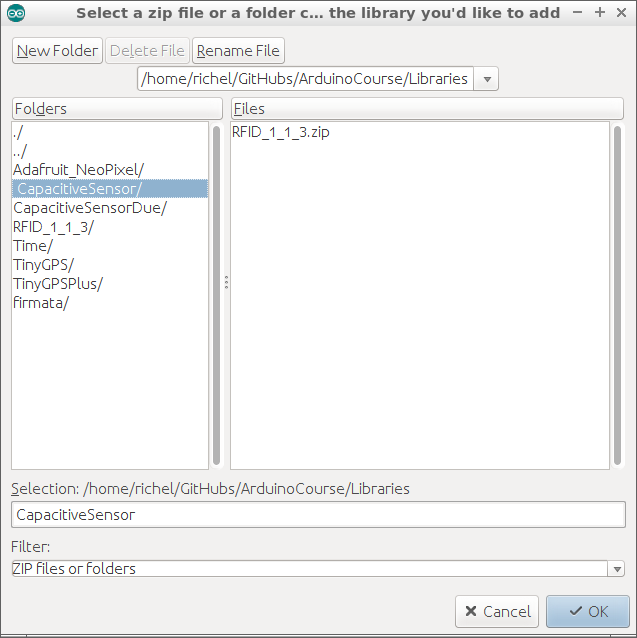 Select a zip file or a folder c... the library you'd like to add
New Folder Delete File Rename File
/home/richel/GitHubs/ArduinoCourse/Libraries
Folders Files
./
../
Adafruit_NeoPixel/
CapacitiveSensor/
CapacitiveSensorDue/
RFID_1_1_3/
Time/
TinyGPS/
TinyGPSPlus/
firmata/
RFID_1_1_3.zip
Selection: /home/richel/GitHubs/ArduinoCourse/Libraries
CapacitiveSensor
Filter:
ZIP files or folders
Cancel OK